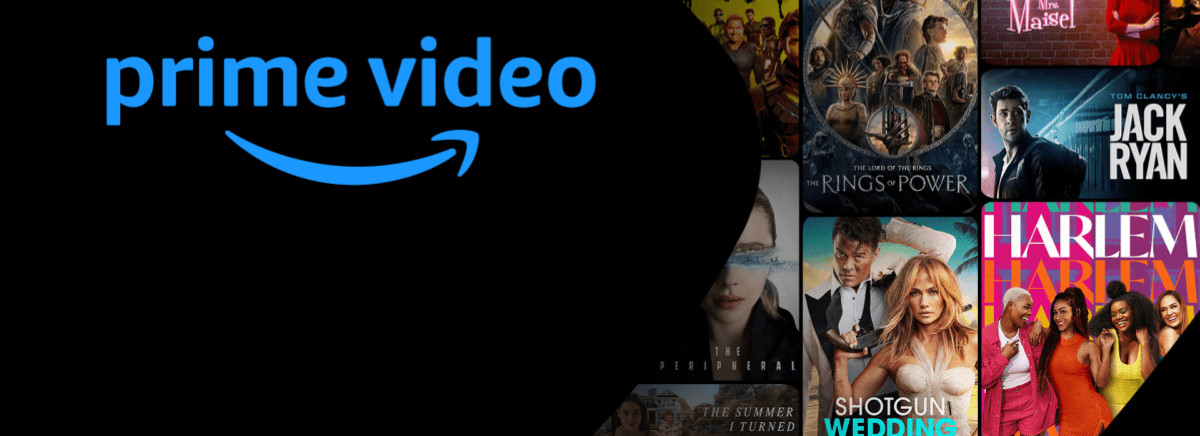 prime video
Mrs.
Maisel
TOM CLANCY'S
JACK
RYAN
THE LORD OF THE RINGS
THE RINGS OF POWER
HARLEM
HARLEM
THE
PERIPHERAL
SHOTGUN
WEDDING
THE SUMMER
I TURNED